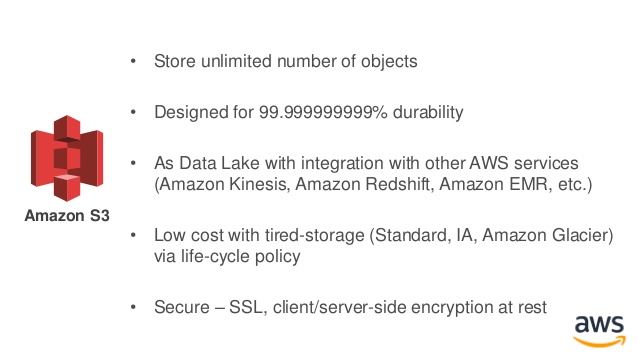 • Store unlimited number of objects
• Designed for 99.999999999% durability
• As Data Lake with integration with other AWS services
(Amazon Kinesis, Amazon Redshift, Amazon EMR, etc.)
Amazon S3
• Low cost with tired-storage (Standard, IA, Amazon Glacier)
via life-cycle policy
• Secure – SSL, client/server-side encryption at rest
aws